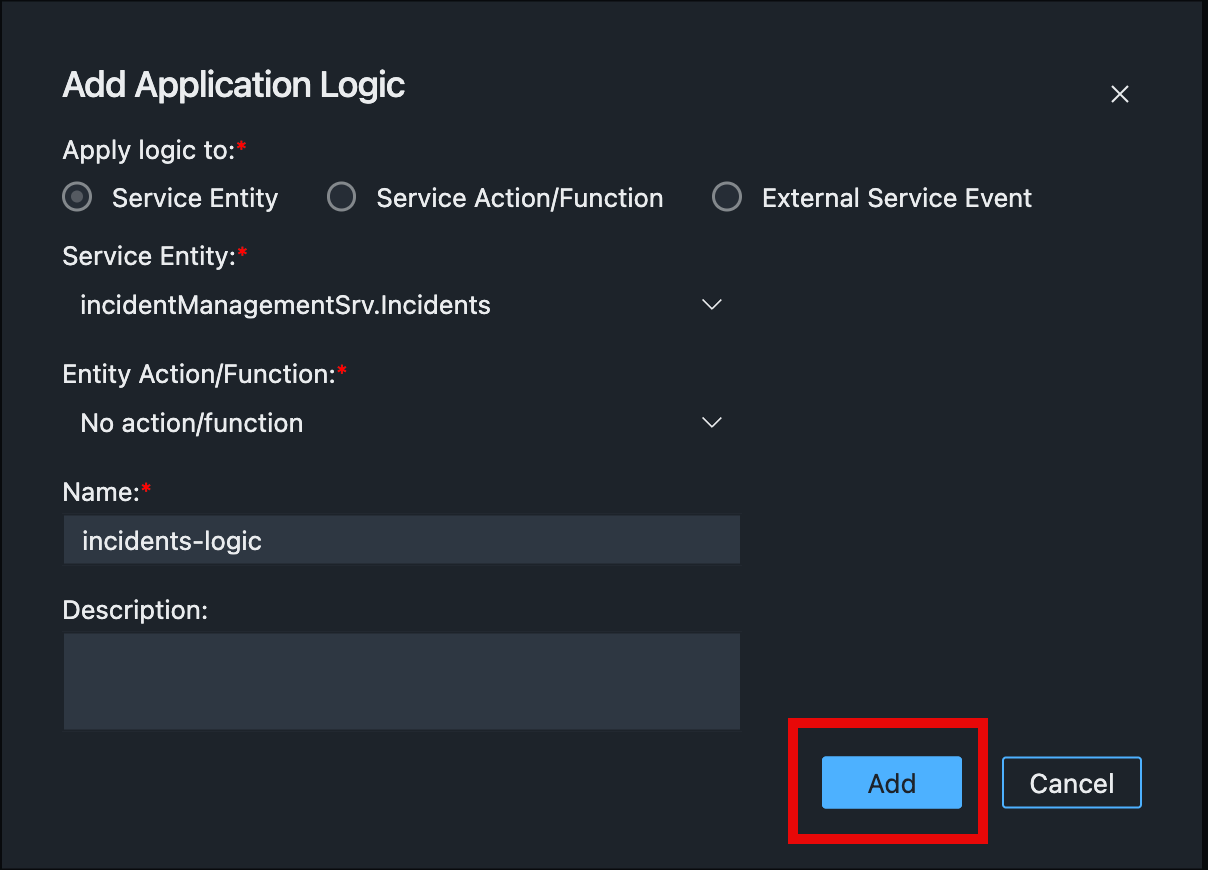 Add Application Logic
Apply logic to:*
Service Entity Service Action/Function External Service Event
Service Entity:*
incidentManagementSrv.Incidents
Entity Action/Function:*
No action/function
Name:*
incidents-logic
Description:
Add Cancel